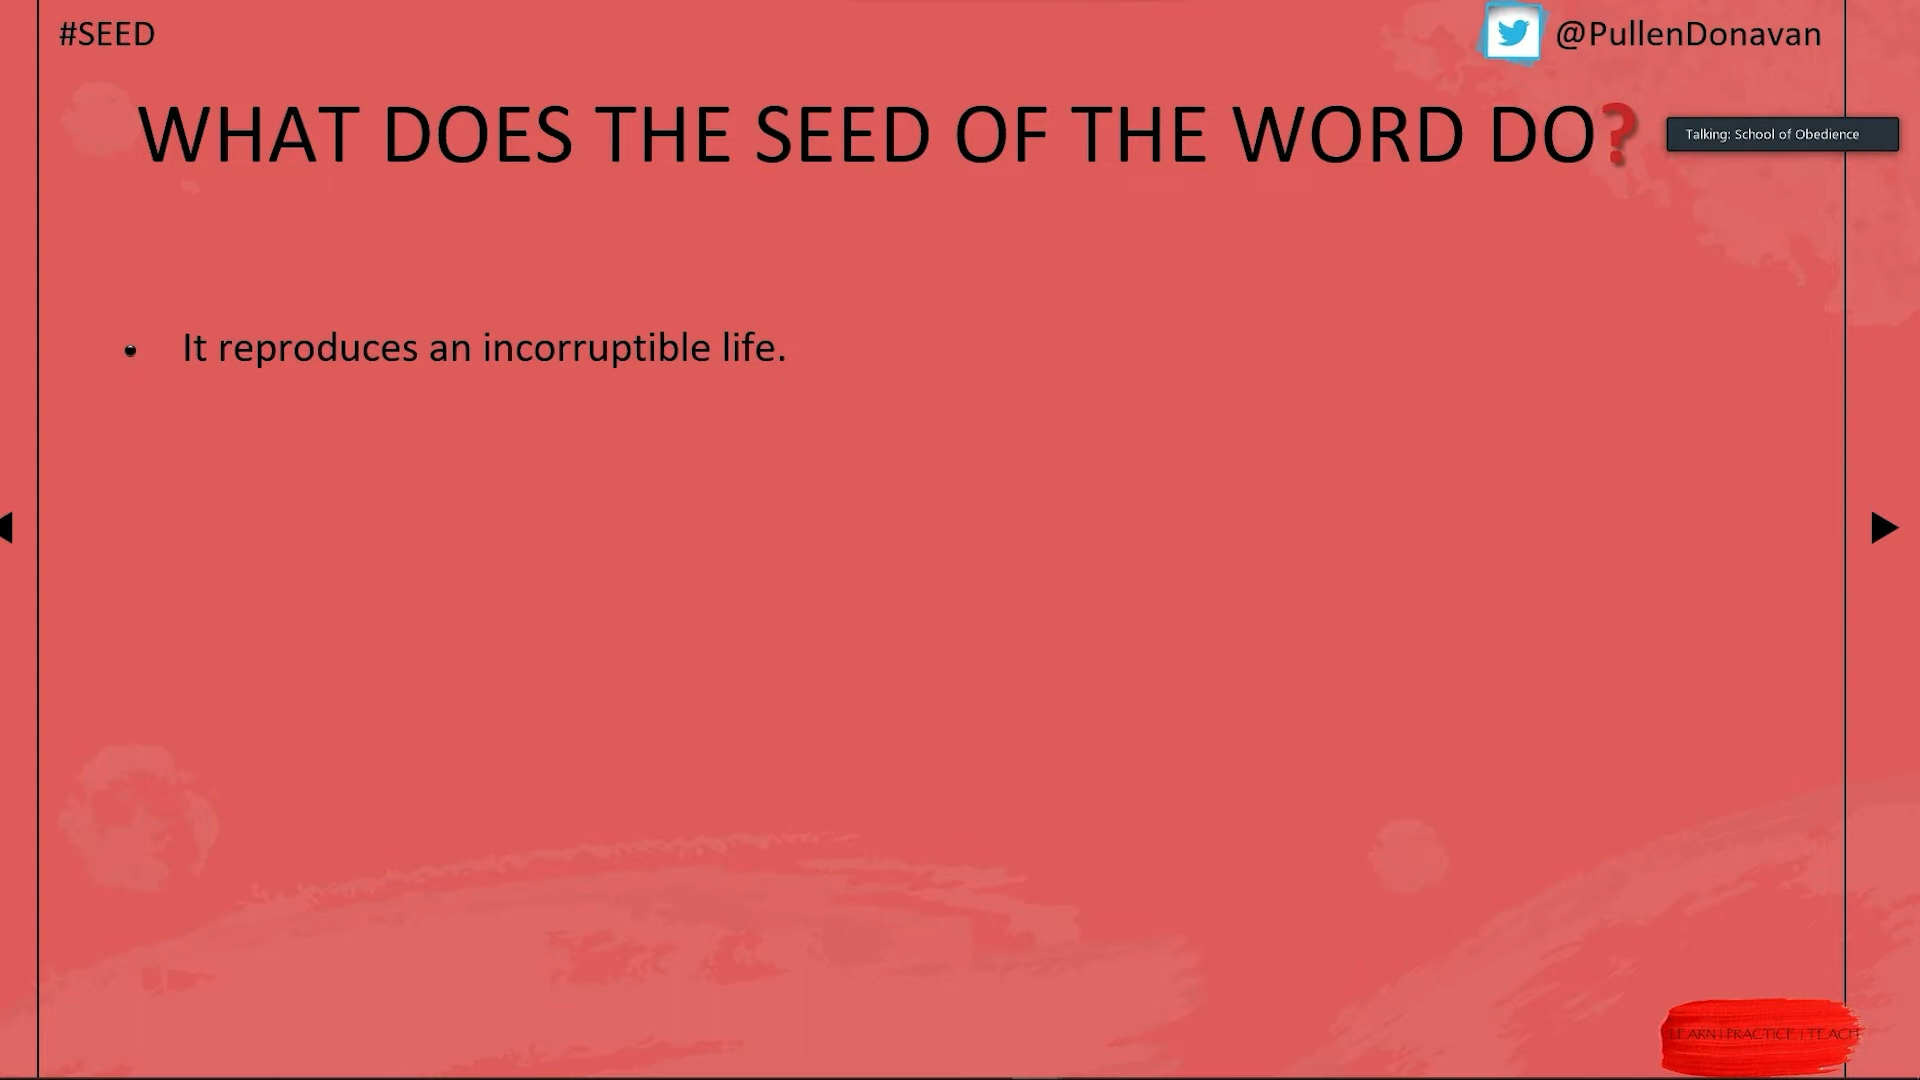 #SEED
@PullenDonavan
WHAT DOES THE SEED OF THE WORD DO?
Talking: School of Obedience
• It reproduces an incorruptible life.
LEARN | PRACTICE | TEACH